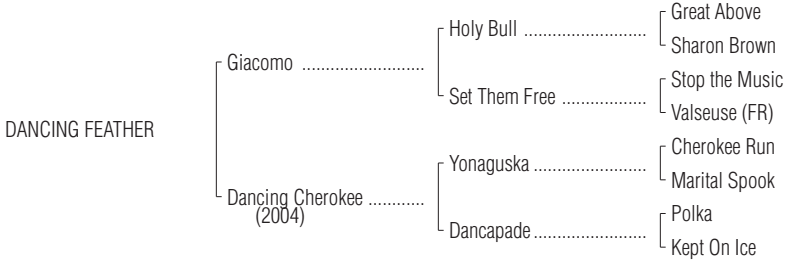 Great Above
Holy Bull ..........................
Sharon Brown
Giacomo ..........................
Stop the Music
Set Them Free ..................
Valseuse (FR)
DANCING FEATHER
Cherokee Run
Yonaguska ........................
Marital Spook
Dancing Cherokee ............
(2004)
Polka
Dancapade........................
Kept On Ice